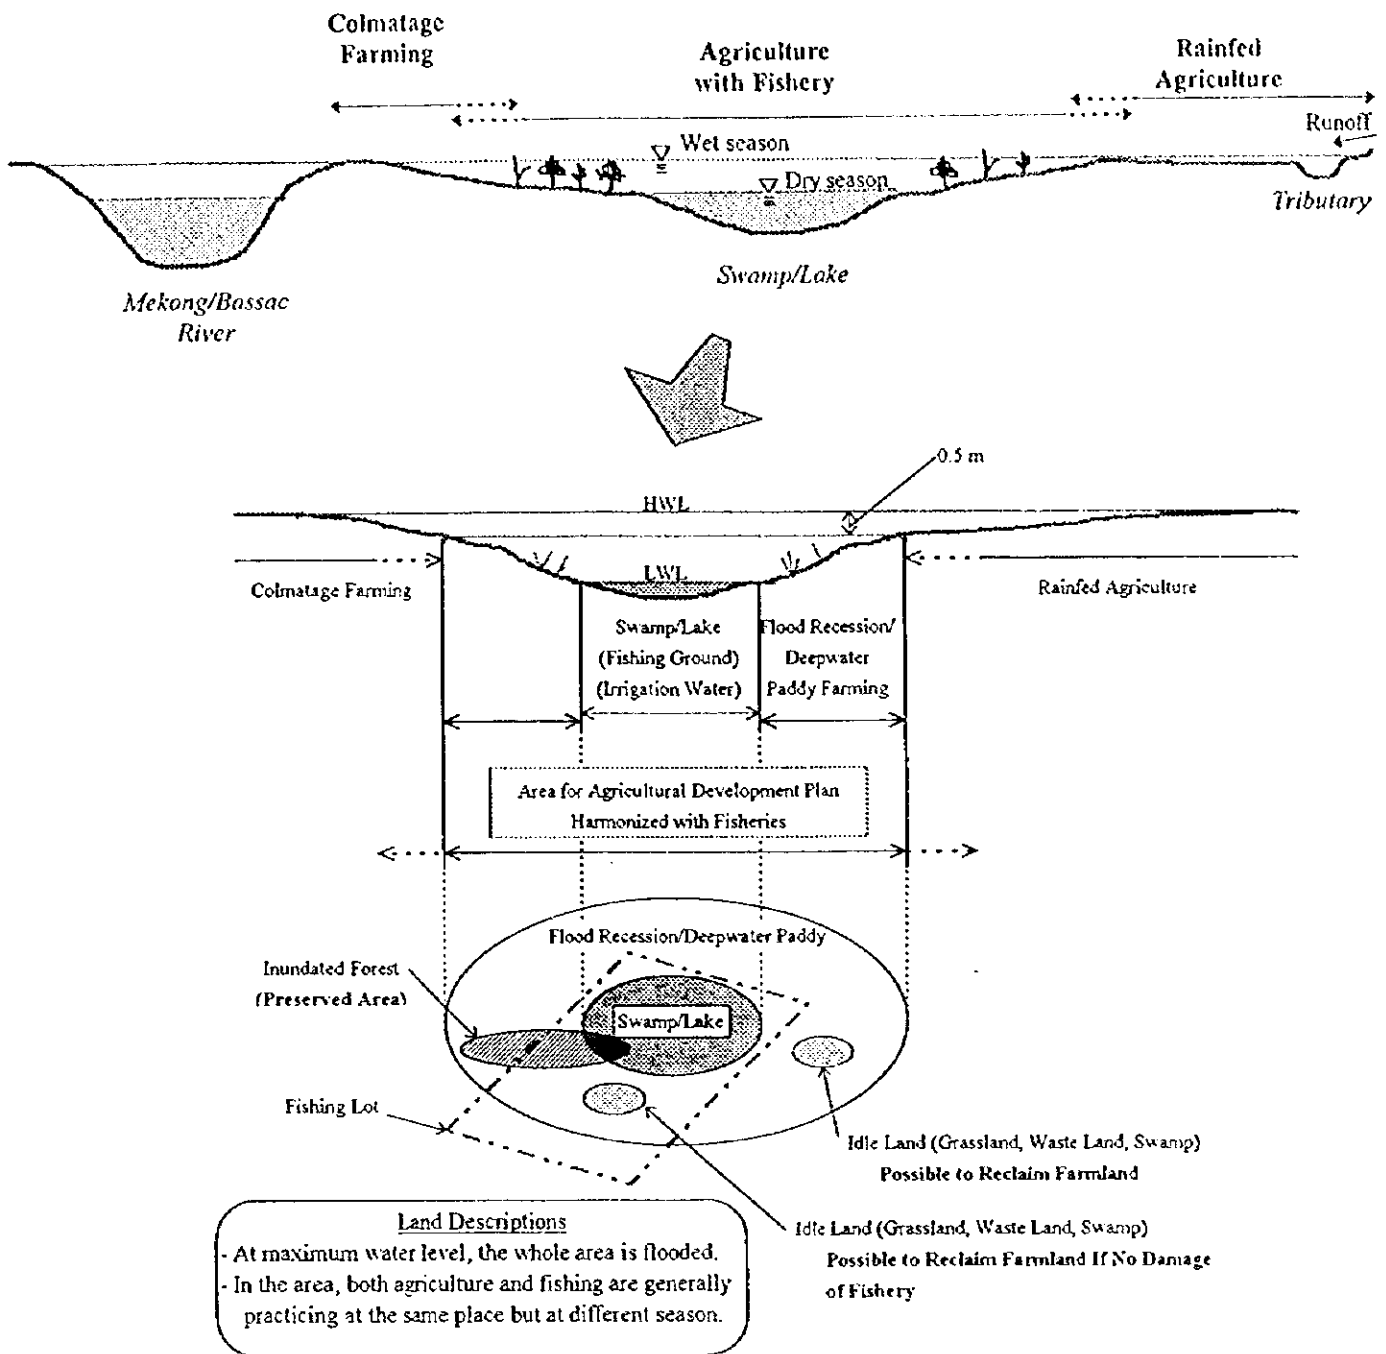 Colmatage
Farming
Agriculture
with Fishery
Rainfed
Agriculture
Runoff
Wet season
Dry season
Tributary
Swamp/Lake
Mekong/Bassac
River
0.5 m
HWL
LWL
Colmatage Farming
Rainfed Agriculture
Swamp/Lake
(Fishing Ground)
(Irrigation Water)
Flood Recession/
Deepwater
Paddy Farming
Area for Agricultural Development Plan
Harmonized with Fisheries
Flood Recession/Deepwater Paddy
Inundated Forest
(Preserved Area)
Swamp/Lake
Fishing Lot
Idle Land (Grassland, Waste Land, Swamp)
Possible to Reclaim Farmland
Idle Land (Grassland, Waste Land, Swamp)
Possible to Reclaim Farmland If No Damage
of Fishery
Land Descriptions
- At maximum water level, the whole area is flooded.
- In the area, both agriculture and fishing are generally
practicing at the same place but at different season.